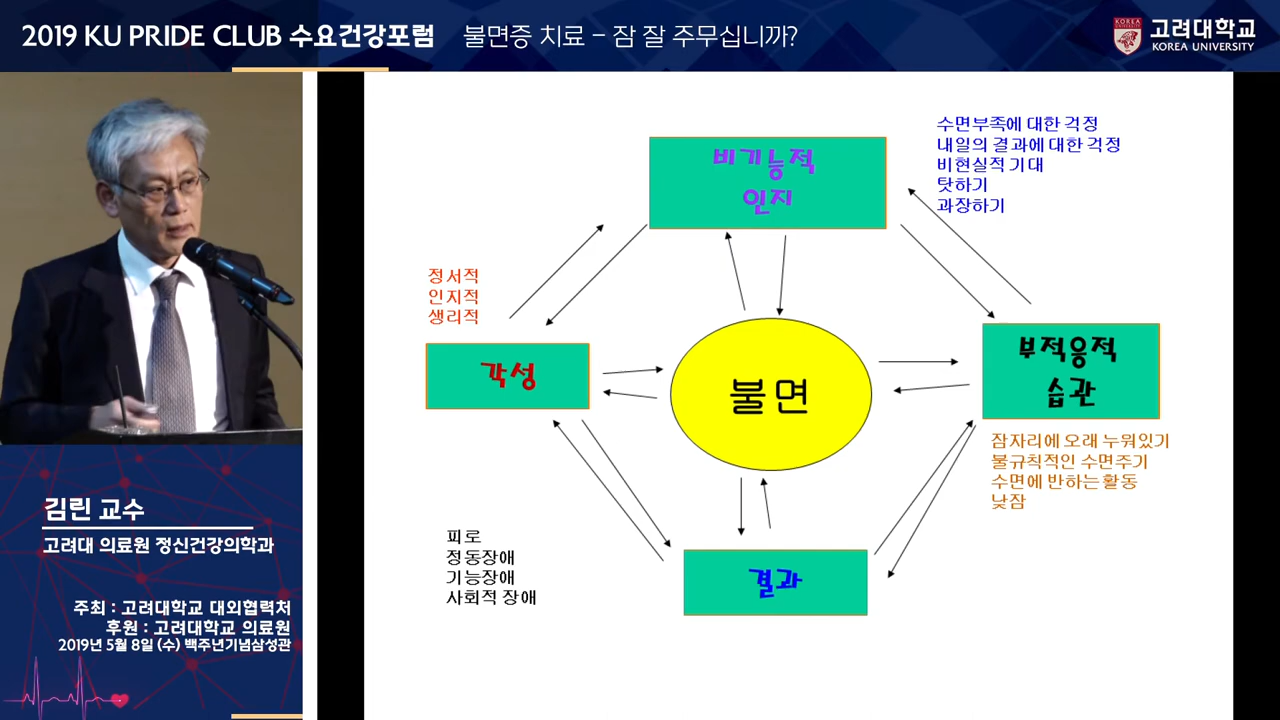 2019 KU PRIDE CLUB 수요건강포럼 불면증 치료 – 잠 잘 주무십니까?
KOREA
UNIVERSITY
고려대학교
KOREA UNIVERSITY
비기능적
인지
수면부족에 대한 걱정
내일의 결과에 대한 걱정
비현실적 기대
탓하기
과장하기
정서적
인지적
생리적
각성
불면
부적응적
습관
잠자리에 오래 누워있기
불규칙적인 수면주기
수면에 반하는 활동
낮잠
피로
정동장애
기능장애
사회적 장애
결과
김린 교수
고려대 의료원 정신건강의학과
주최 : 고려대학교 대외협력처
후원 : 고려대학교 의료원
2019년 5월 8일 (수) 백주년기념삼성관